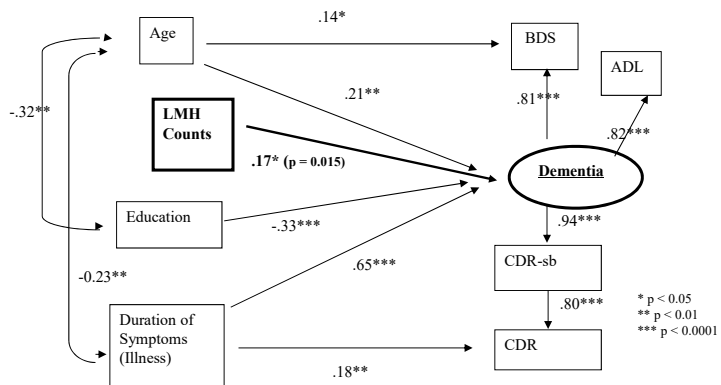 .14*
Age
BDS
ADL
-.32**
.21**
.81***
LMH
Counts
.82***
.17* (p = 0.015)
Dementia
Education
-.33***
.94***
-0.23**
.65***
CDR-sb
Duration of
Symptoms
(Illness)
.80***
* p < 0.05
** p < 0.01
*** p < 0.0001
CDR
.18**